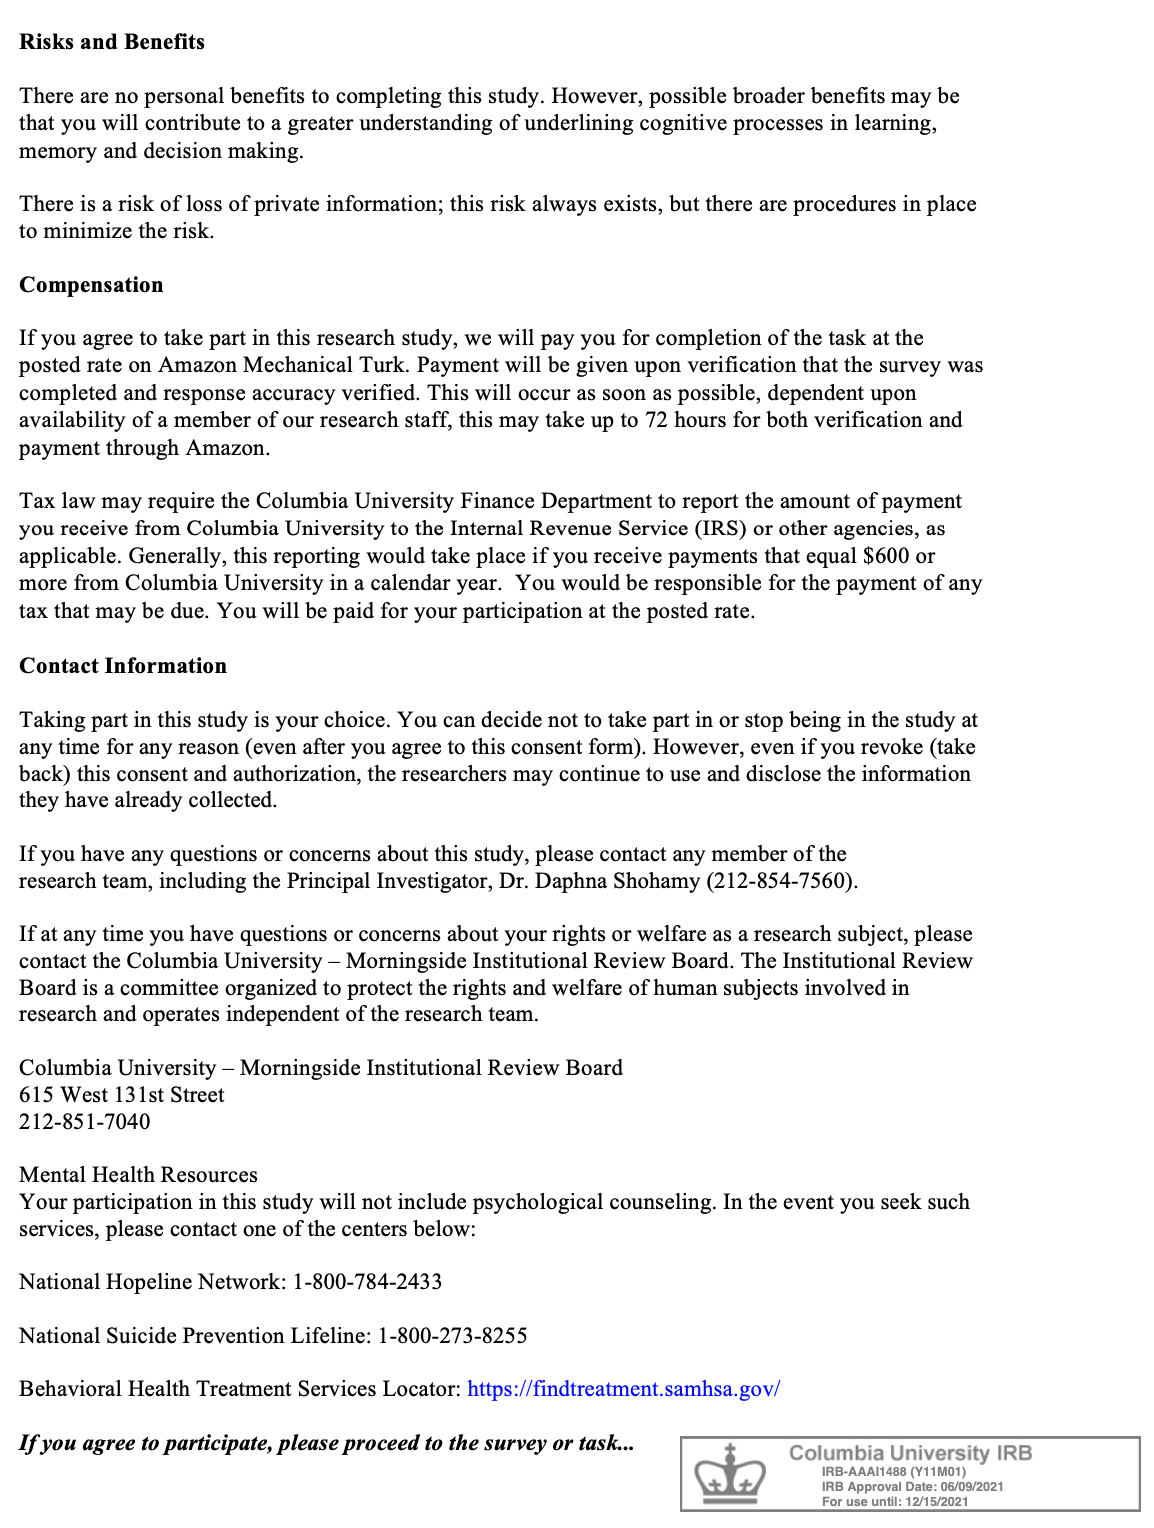 Risks and Benefits
There are no personal benefits to completing this study. However, possible broader benefits may be
that you will contribute to a greater understanding of underlining cognitive processes in learning,
memory and decision making.
There is a risk of loss of private information; this risk always exists, but there are procedures in place
to minimize the risk.
Compensation
If you agree to take part in this research study, we will pay you for completion of the task at the
posted rate on Amazon Mechanical Turk. Payment will be given upon verification that the survey was
completed and response accuracy verified. This will occur as soon as possible, dependent upon
availability of a member of our research staff, this may take up to 72 hours for both verification and
payment through Amazon.
Tax law may require the Columbia University Finance Department to report the amount of payment
you receive from Columbia University to the Internal Revenue Service (IRS) or other agencies, as
applicable. Generally, this reporting would take place if you receive payments that equal $600 or
more from Columbia University in a calendar year.  You would be responsible for the payment of any
tax that may be due. You will be paid for your participation at the posted rate.
Contact Information
Taking part in this study is your choice. You can decide not to take part in or stop being in the study at
any time for any reason (even after you agree to this consent form). However, even if you revoke (take
back) this consent and authorization, the researchers may continue to use and disclose the information
they have already collected.
If you have any questions or concerns about this study, please contact any member of the
research team, including the Principal Investigator, Dr. Daphna Shohamy (212-854-7560).
If at any time you have questions or concerns about your rights or welfare as a research subject, please
contact the Columbia University – Morningside Institutional Review Board. The Institutional Review
Board is a committee organized to protect the rights and welfare of human subjects involved in
research and operates independent of the research team.
Columbia University – Morningside Institutional Review Board
615 West 131st Street
212-851-7040
Mental Health Resources
Your participation in this study will not include psychological counseling. In the event you seek such
services, please contact one of the centers below:
National Hopeline Network: 1-800-784-2433
National Suicide Prevention Lifeline: 1-800-273-8255
Behavioral Health Treatment Services Locator: https://findtreatment.samhsa.gov/
If you agree to participate, please proceed to the survey or task...
Columbia University IRB
IRB-AAAI1488 (Y11M01)
IRB Approval Date: 06/09/2021
For use until: 12/15/2021